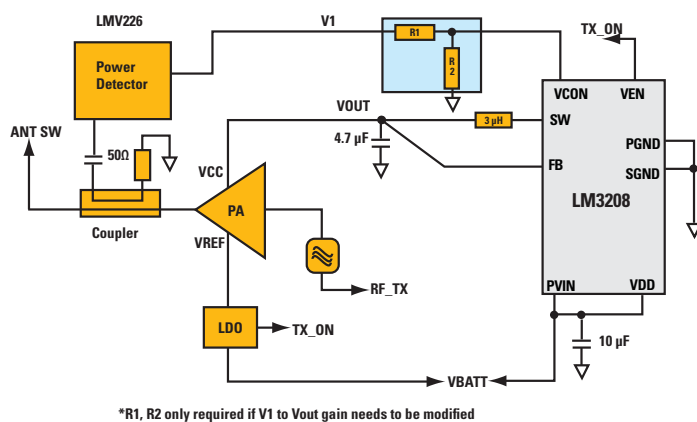 LMV226
V1
R1
R
2
TX_ON
Power
Detector
VCON
VEN
VOUT
3 µH
SW
ANT SW
50Ω
4.7 µF
PGND
VCC
FB
SGND
PA
LM3208
Coupler
VREF
RF_TX
PVIN
VDD
LDO
TX_ON
10 µF
VBATT
*R1, R2 only required if V1 to Vout gain needs to be modified